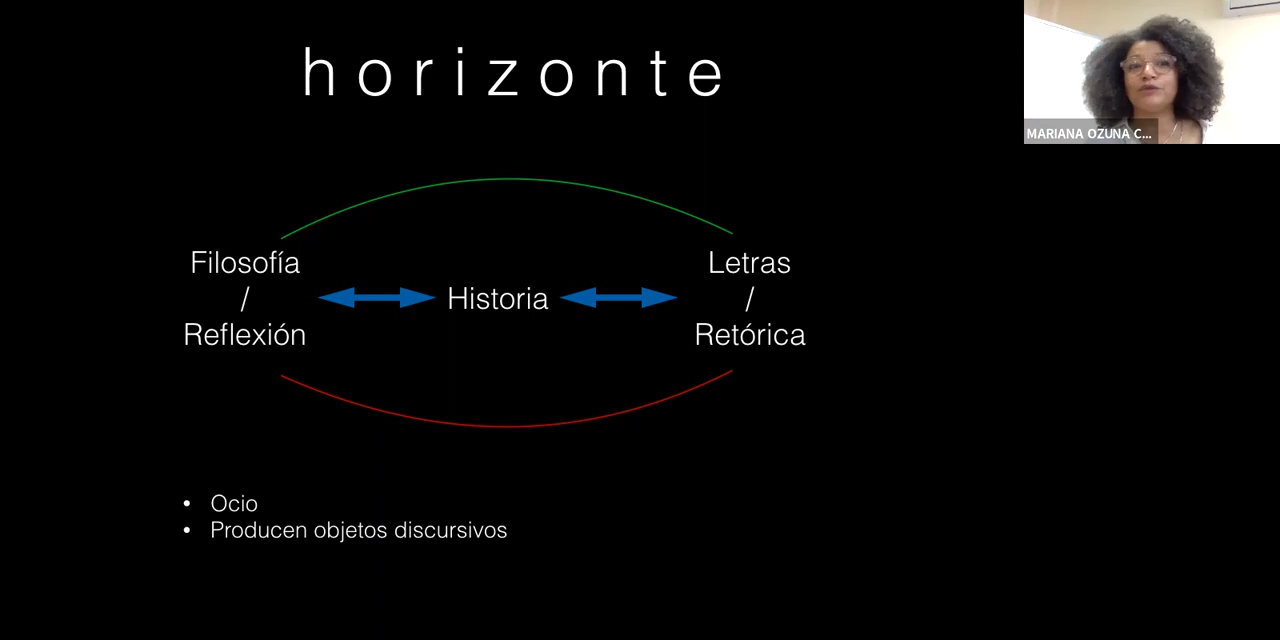 h o r i z o n t e
MARIANA OZUNA C...
Filosofía
/
Reflexión
Historia
Letras
/
Retórica
• Ocio
• Producen objetos discursivos